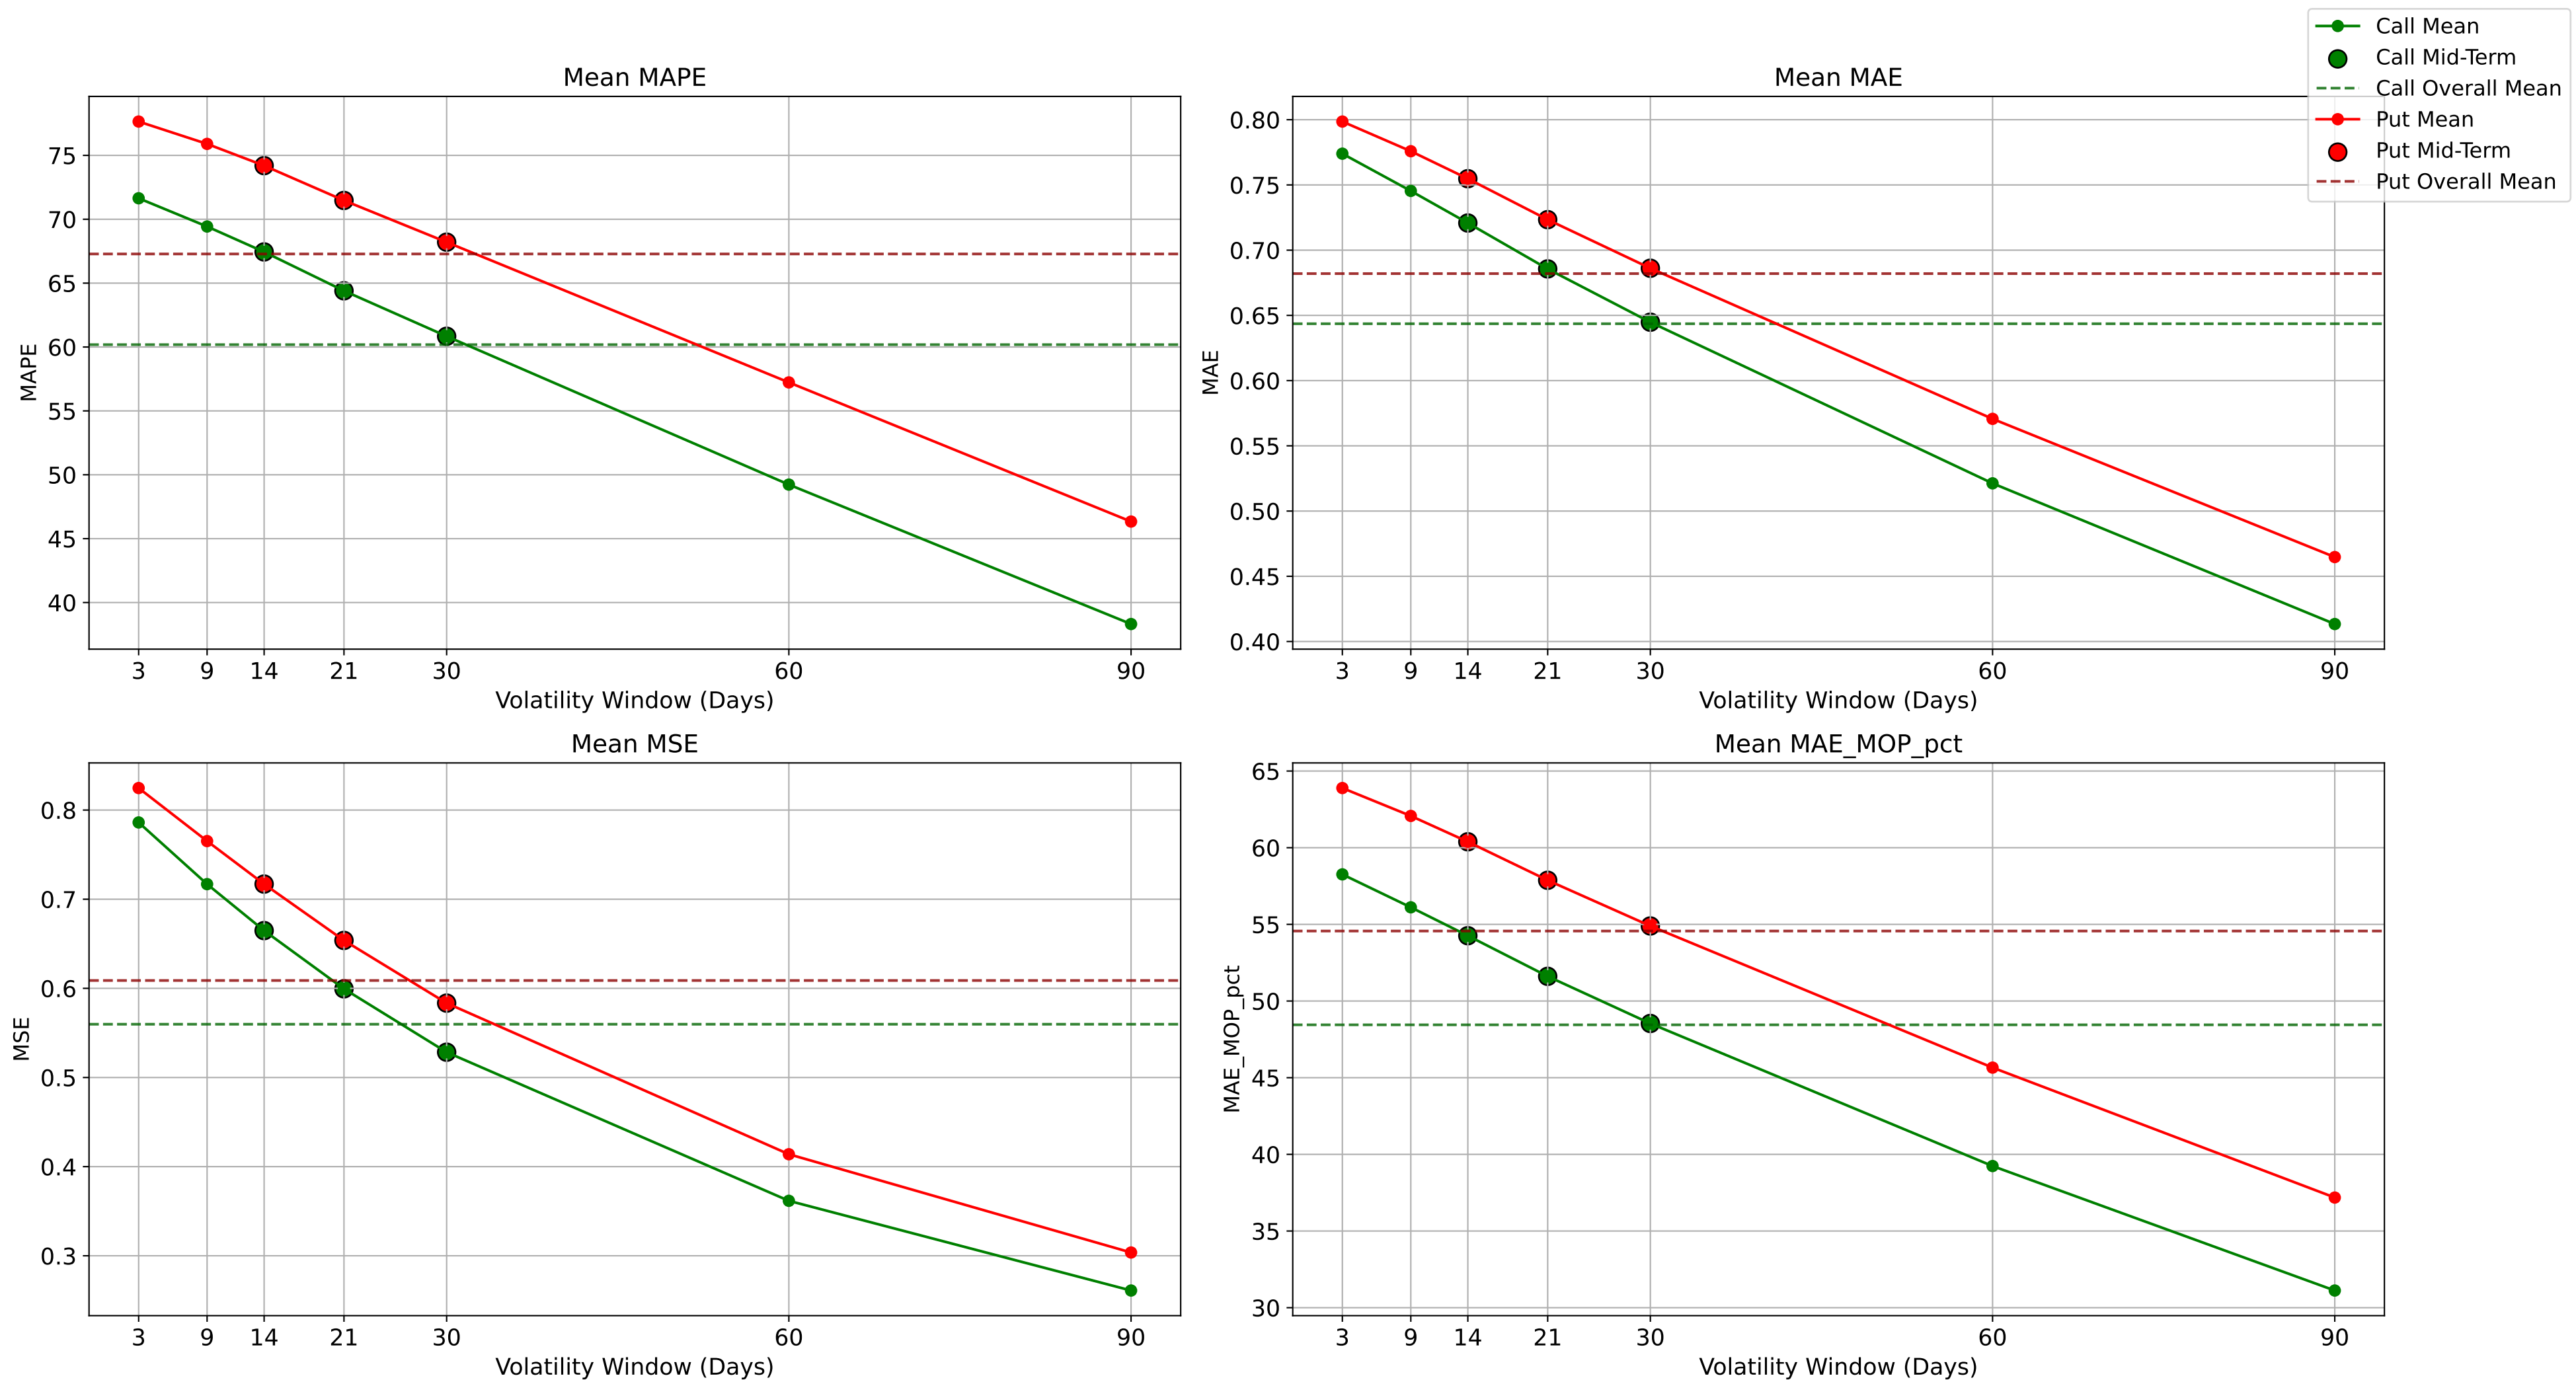 Call Mean
Call Mid-Term
Call Overall Mean
Put Mean
Put Mid-Term
Put Overall Mean
Mean MAPE
MAPE
75
70
65
60
55
50
45
40
3 9 14 21 30 60 90
Volatility Window (Days)
Mean MAE
MAE
0.80
0.75
0.70
0.65
0.60
0.55
0.50
0.45
0.40
3 9 14 21 30 60 90
Volatility Window (Days)
Mean MSE
MSE
0.8
0.7
0.6
0.5
0.4
0.3
3 9 14 21 30 60 90
Volatility Window (Days)
Mean MAE_MOP_pct
MAE_MOP_pct
65
60
55
50
45
40
35
30
3 9 14 21 30 60 90
Volatility Window (Days)